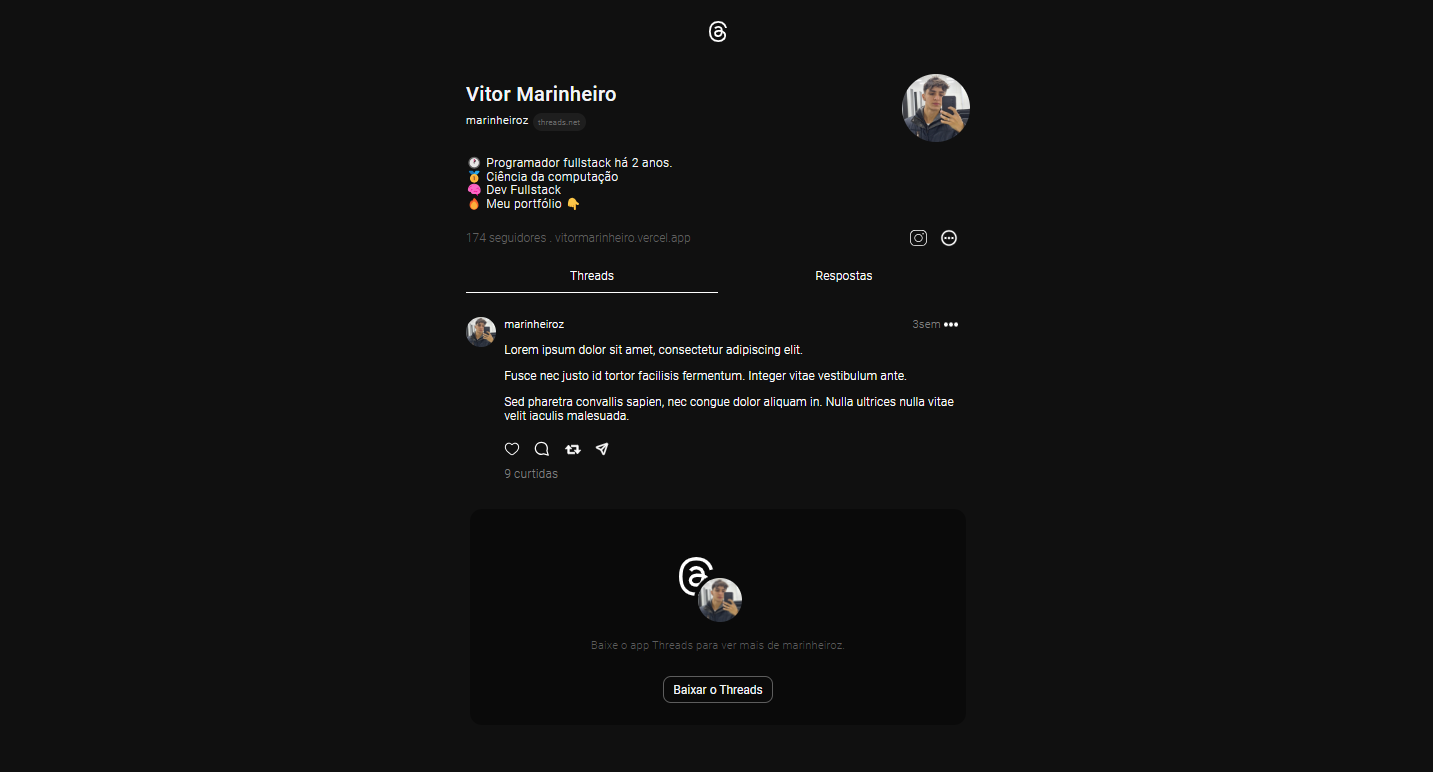 Vitor Marinheiro
marinheiroz threads.net
🕐 Programador fullstack há 2 anos.
🏅 Ciência da computação
🧠 Dev Fullstack
🔥 Meu portfólio 👇
174 seguidores . vitormarinheiro.vercel.app
Threads Respostas
marinheiroz 3sem
Lorem ipsum dolor sit amet, consectetur adipiscing elit.
Fusce nec justo id tortor facilisis fermentum. Integer vitae vestibulum ante.
Sed pharetra convallis sapien, nec congue dolor aliquam in. Nulla ultrices nulla vitae
velit iaculis malesuada.
9 curtidas
Baixe o app Threads para ver mais de marinheiroz.
Baixar o Threads